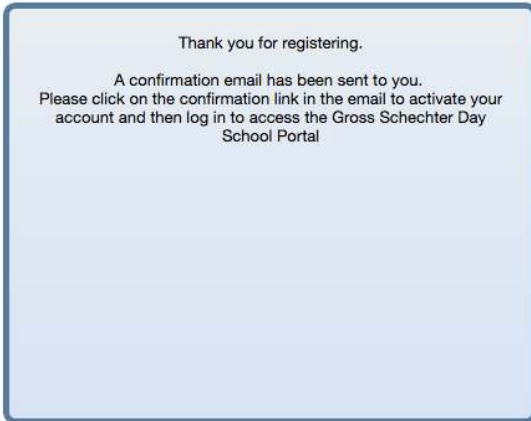 Thank you for registering.
A confirmation email has been sent to you.
Please click on the confirmation link in the email to activate your
account and then log in to access the Gross Schechter Day
School Portal